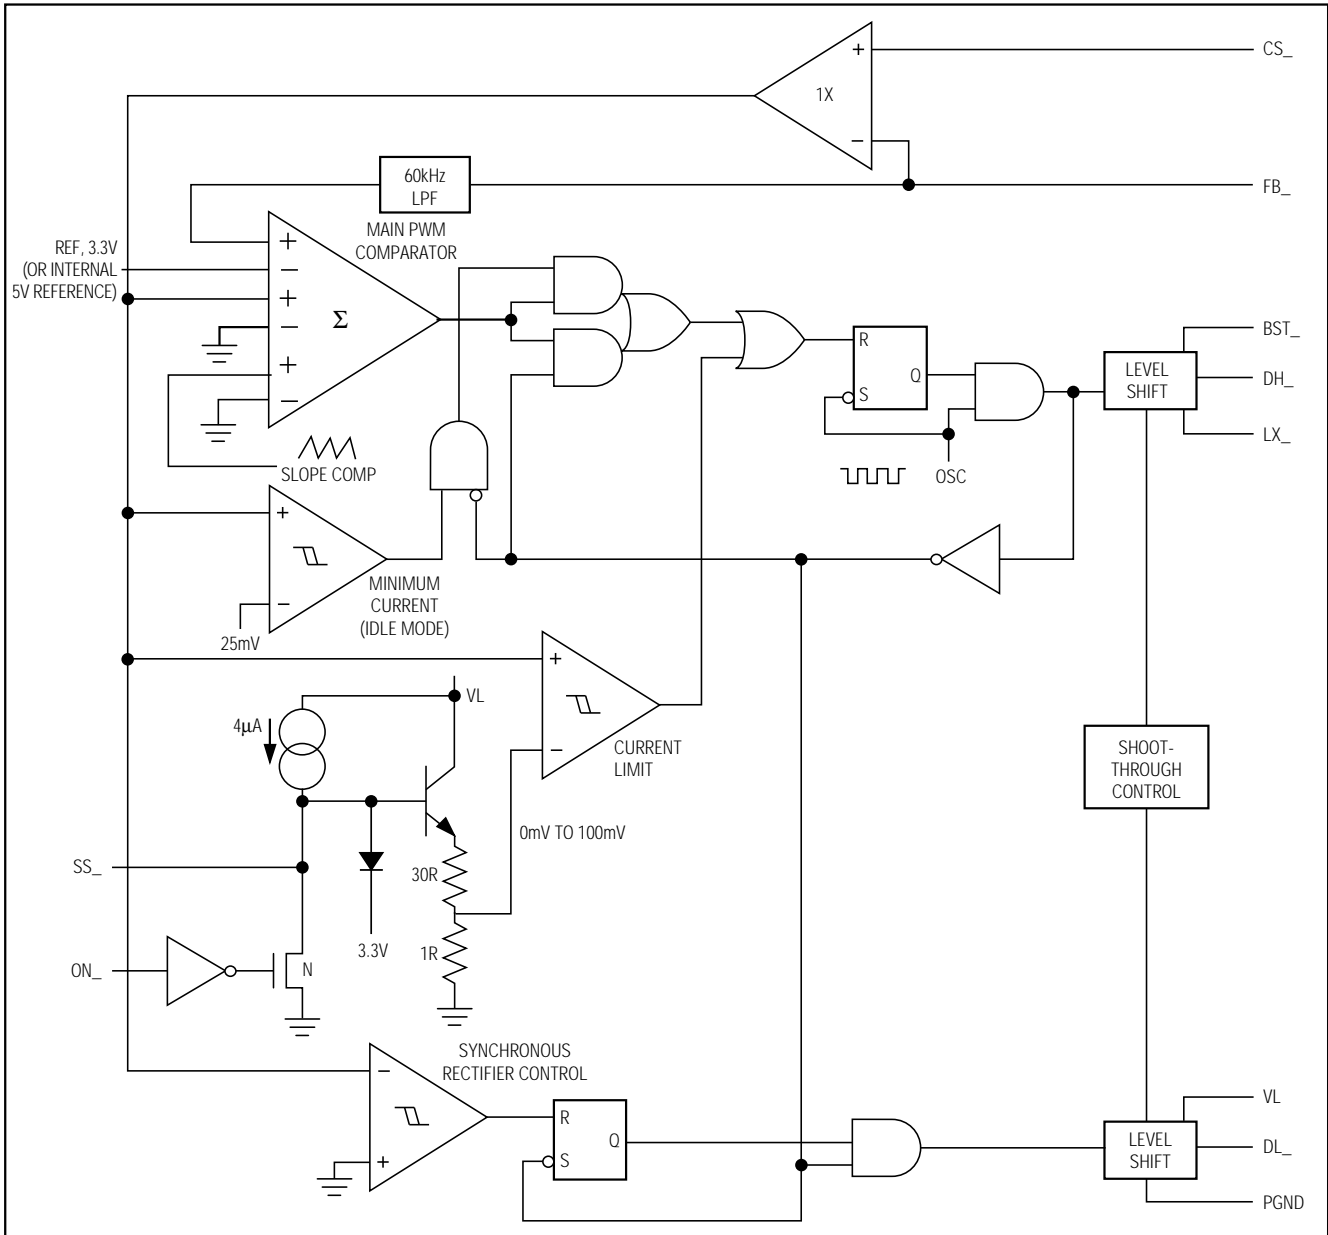 CS_
+
1X
−
60kHz
LPF
FB_
MAIN PWM
COMPARATOR
REF, 3.3V
(OR INTERNAL
5V REFERENCE)
+
−
+
−
+
−
Σ
R
Q
S
OSC
LEVEL
SHIFT
BST_
DH_
LX_
SLOPE COMP
+
−
25mV
MINIMUM
CURRENT
(IDLE MODE)
+
−
CURRENT
LIMIT
VL
4µA
0mV TO 100mV
SHOOT-
THROUGH
CONTROL
SS_
30R
3.3V
1R
ON_
N
SYNCHRONOUS
RECTIFIER CONTROL
−
+
R
Q
S
LEVEL
SHIFT
VL
DL_
PGND